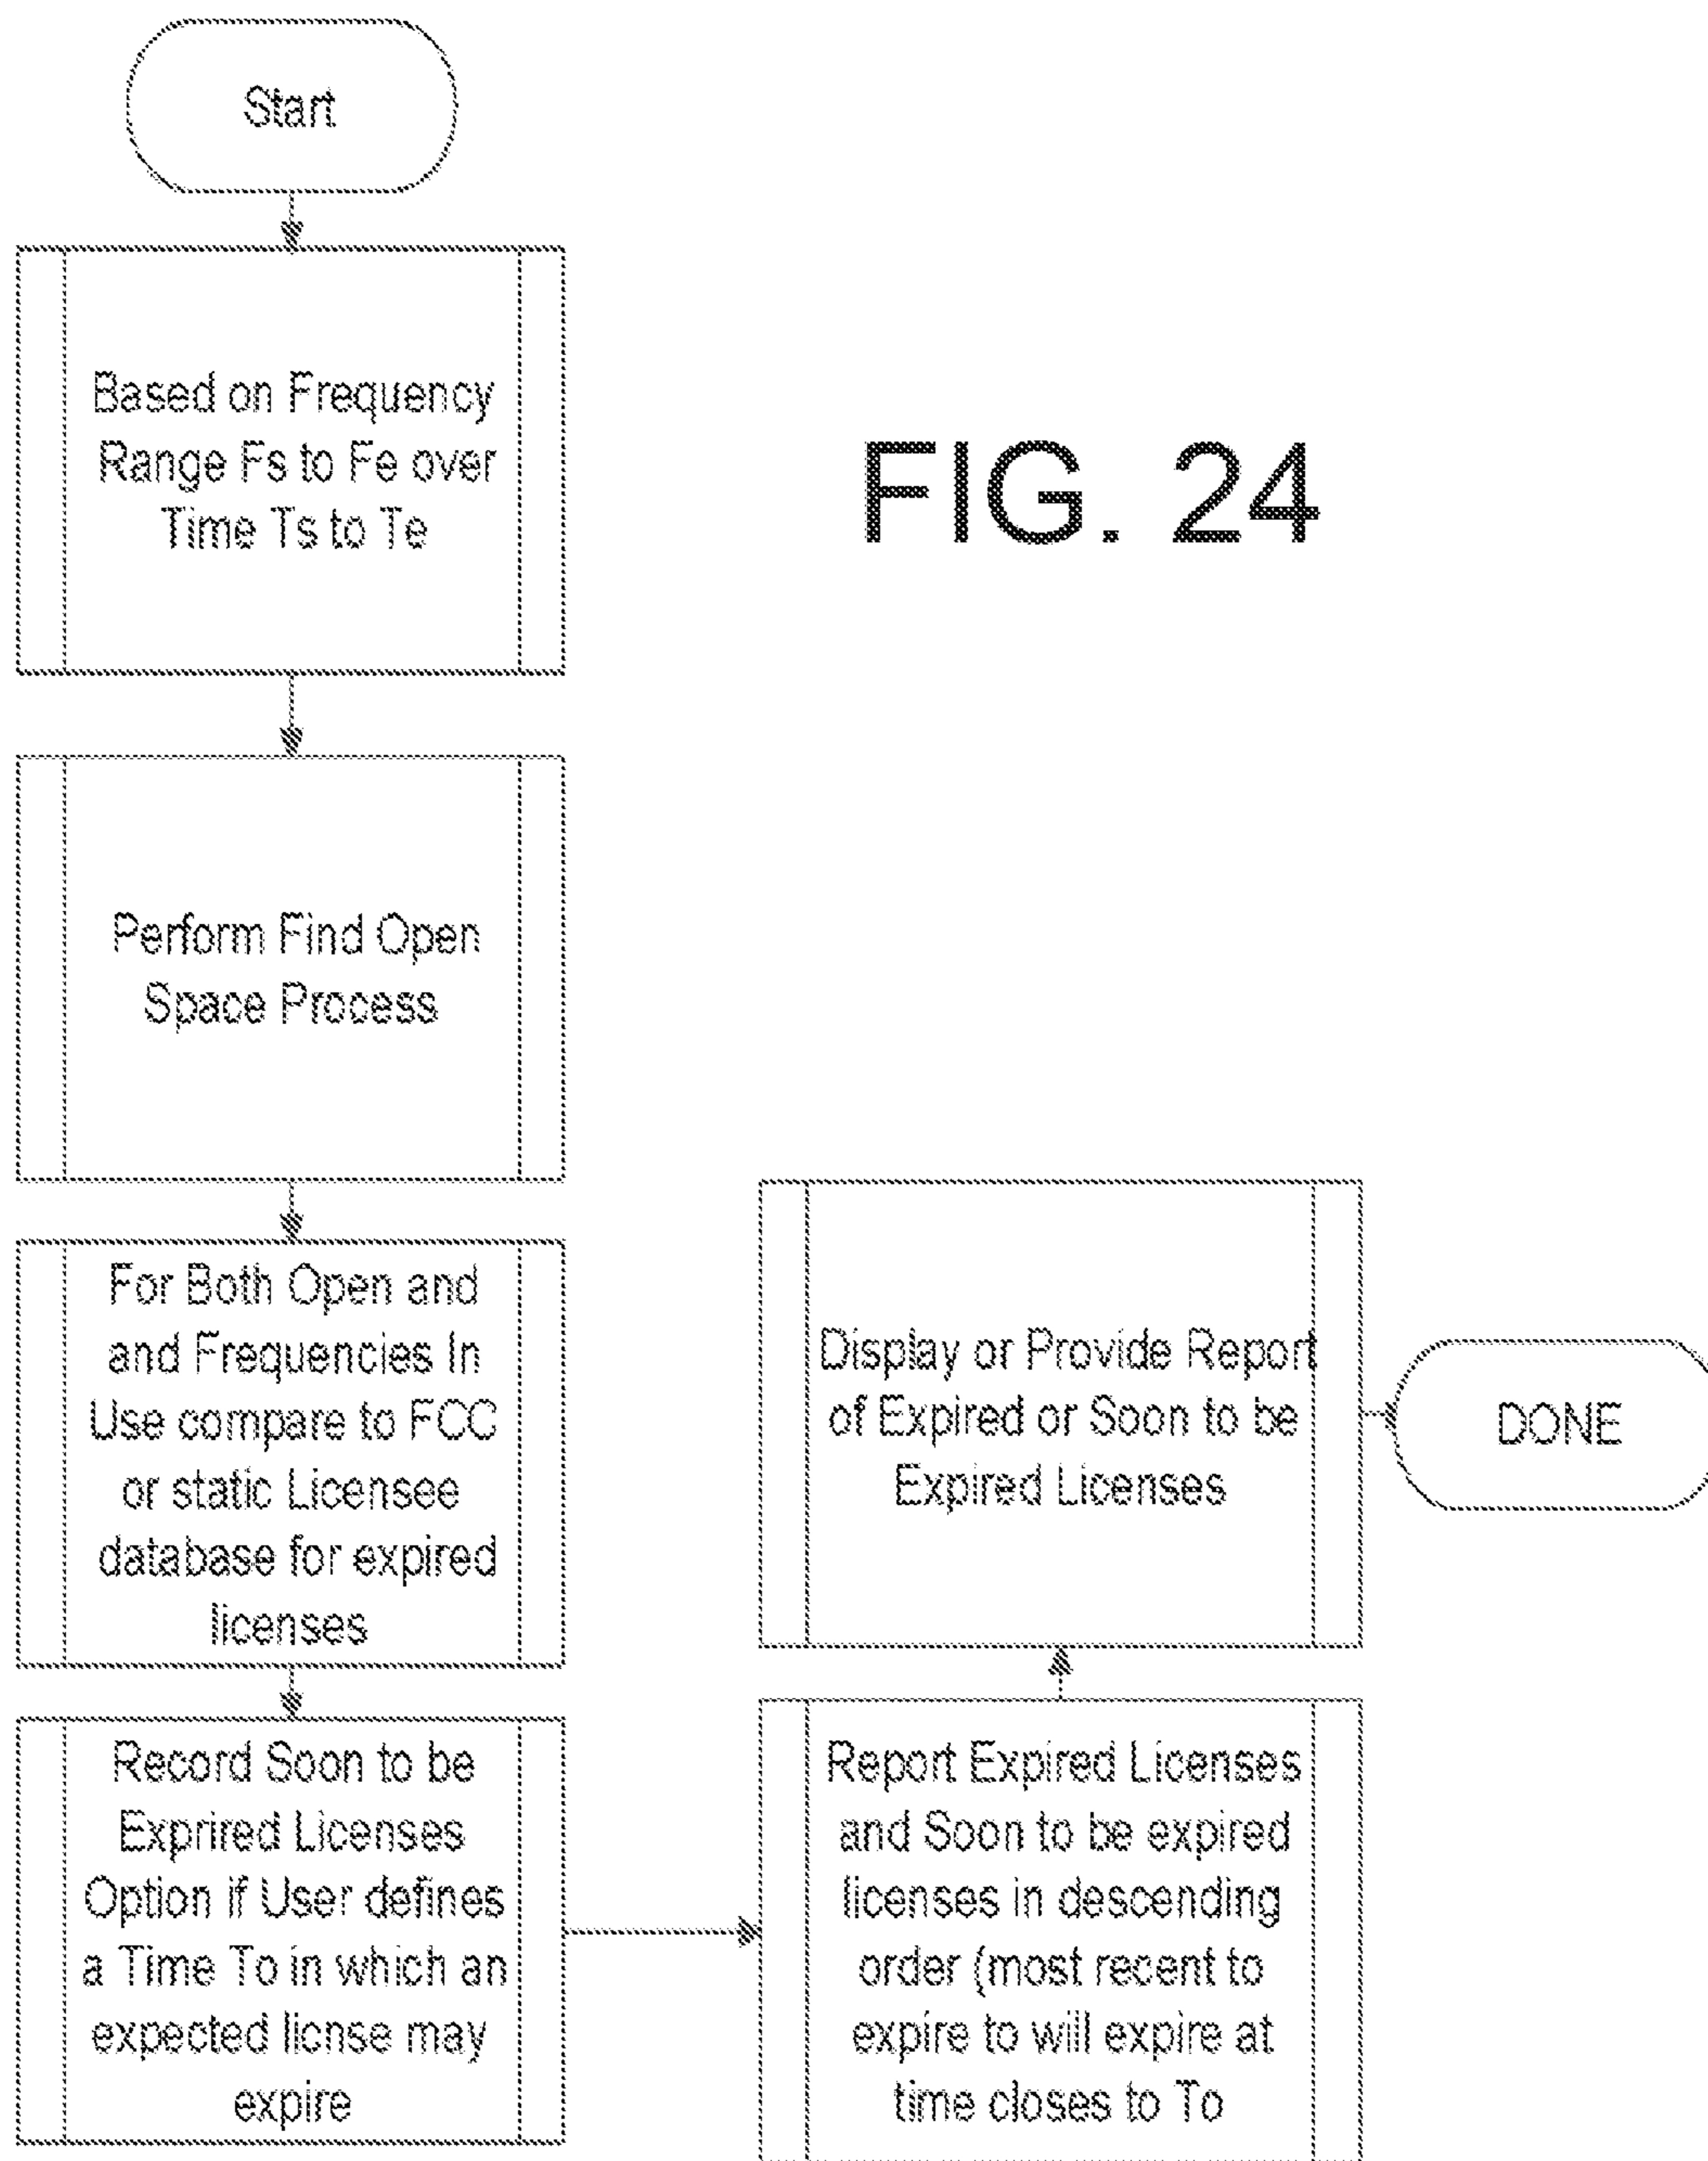 Start
Based on Frequency
Range Fs to Fe over
Time Ts to Te
FIG. 24
Perform Find Open
Space Process
For Both Open and
and Frequencies In
Use compare to FCC
or static Licensee
database for expired
licenses
Record Soon to be
Exprired Licenses
Option if User defines
a Time To in which an
expected licnse may
expire
Report Expired Licenses
and Soon to be expired
licenses in descending
order (most recent to
expire to will expire at
time closes to To
Display or Provide Report
of Expired or Soon to be
Expired Licenses
DONE